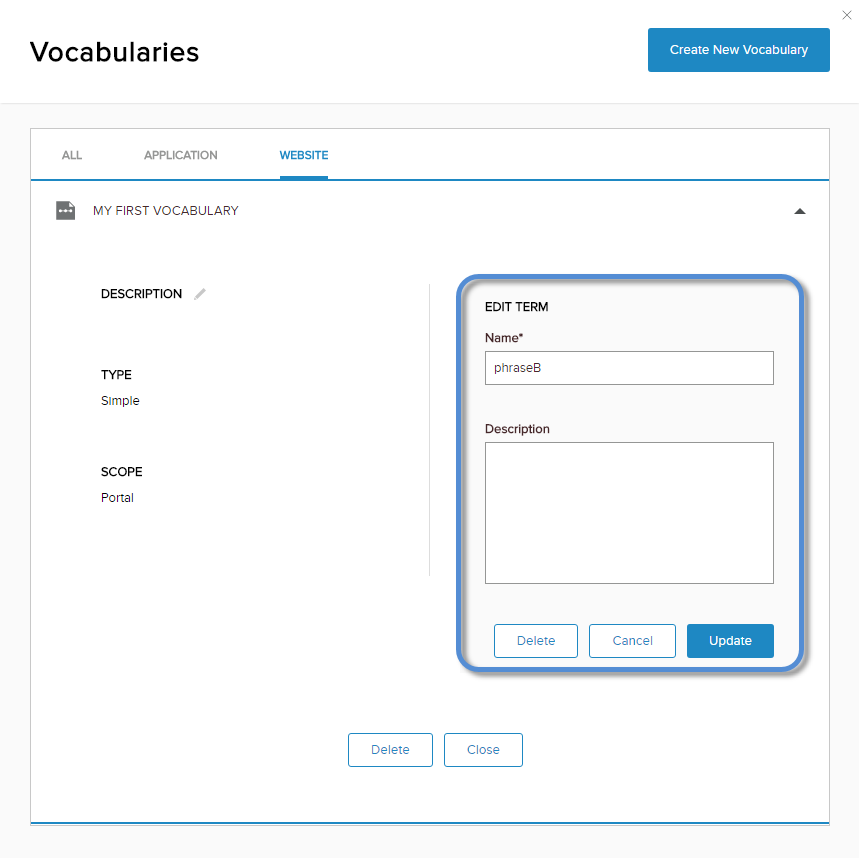 Vocabularies
Create New Vocabulary
ALL APPLICATION WEBSITE
MY FIRST VOCABULARY
DESCRIPTION
TYPE
Simple
SCOPE
Portal
EDIT TERM
Name*
phraseB
Description
Delete Cancel Update
Delete Close